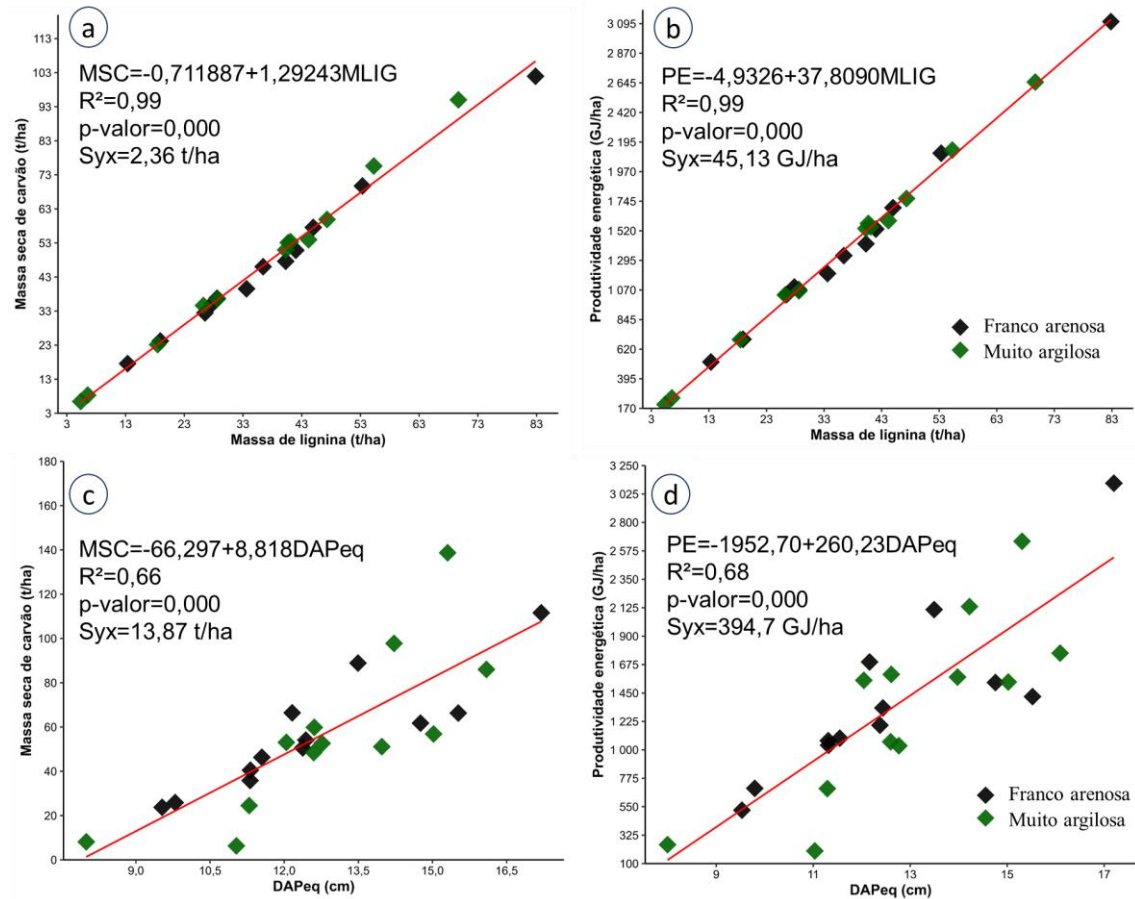 a
MSC=-0,711887+1,29243MLIG
R²=0,99
p-valor=0,000
Syx=2,36 t/ha
Massa seca de carvão (t/ha)
113
103
93
83
73
63
53
43
33
23
13
3
3 13 23 33 43 53 63 73 83
Massa de lignina (t/ha)
b
PE=-4,9326+37,8090MLIG
R²=0,99
p-valor=0,000
Syx=45,13 GJ/ha
Produtividade energética (GJ/ha)
3 095
2 870
2 645
2 420
2 195
1 970
1 745
1 520
1 295
1 070
845
620
395
170
Franco arenosa
Muito argilosa
3 13 23 33 43 53 63 73 83
Massa de lignina (t/ha)
c
MSC=-66,297+8,818DAPeq
R²=0,66
p-valor=0,000
Syx=13,87 t/ha
Massa seca de carvão (t/ha)
180
160
140
120
100
80
60
40
20
0
9,0 10,5 12,0 13,5 15,0 16,5
DAPeq (cm)
d
PE=-1952,70+260,23DAPeq
R²=0,68
p-valor=0,000
Syx=394,7 GJ/ha
Produtividade energética (GJ/ha)
3 250
3 025
2 800
2 575
2 350
2 125
1 900
1 675
1 450
1 225
1 000
775
550
325
100
Franco arenosa
Muito argilosa
9 11 13 15 17
DAPeq (cm)